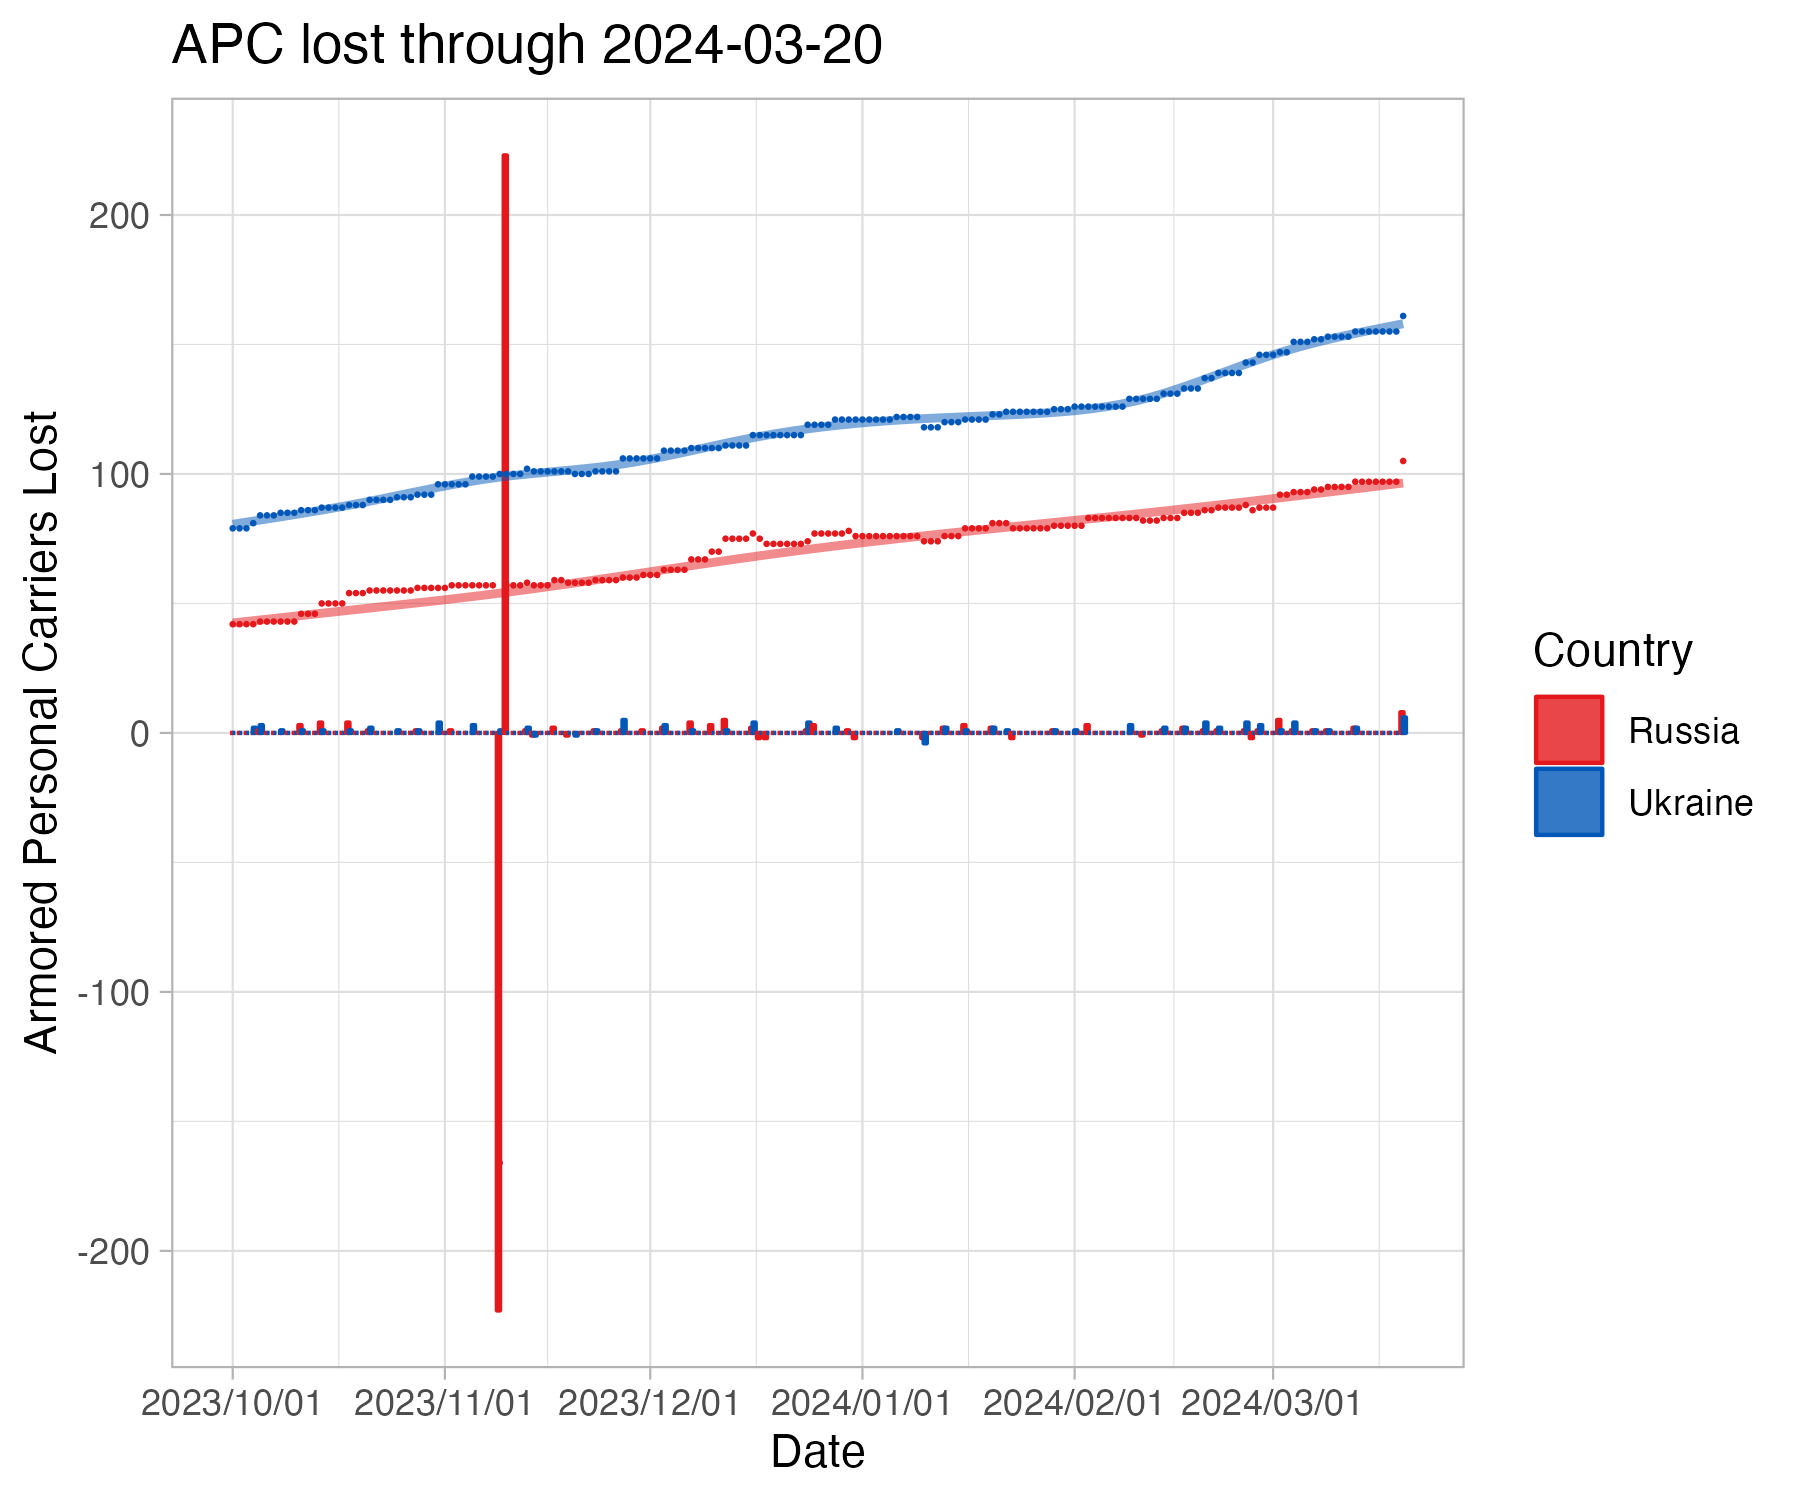 APC lost through 2024-03-20
Armored Personal Carriers Lost
200
100
0
-100
-200
2023/10/01 2023/11/01 2023/12/01 2024/01/01 2024/02/01 2024/03/01
Date
Country
Russia
Ukraine